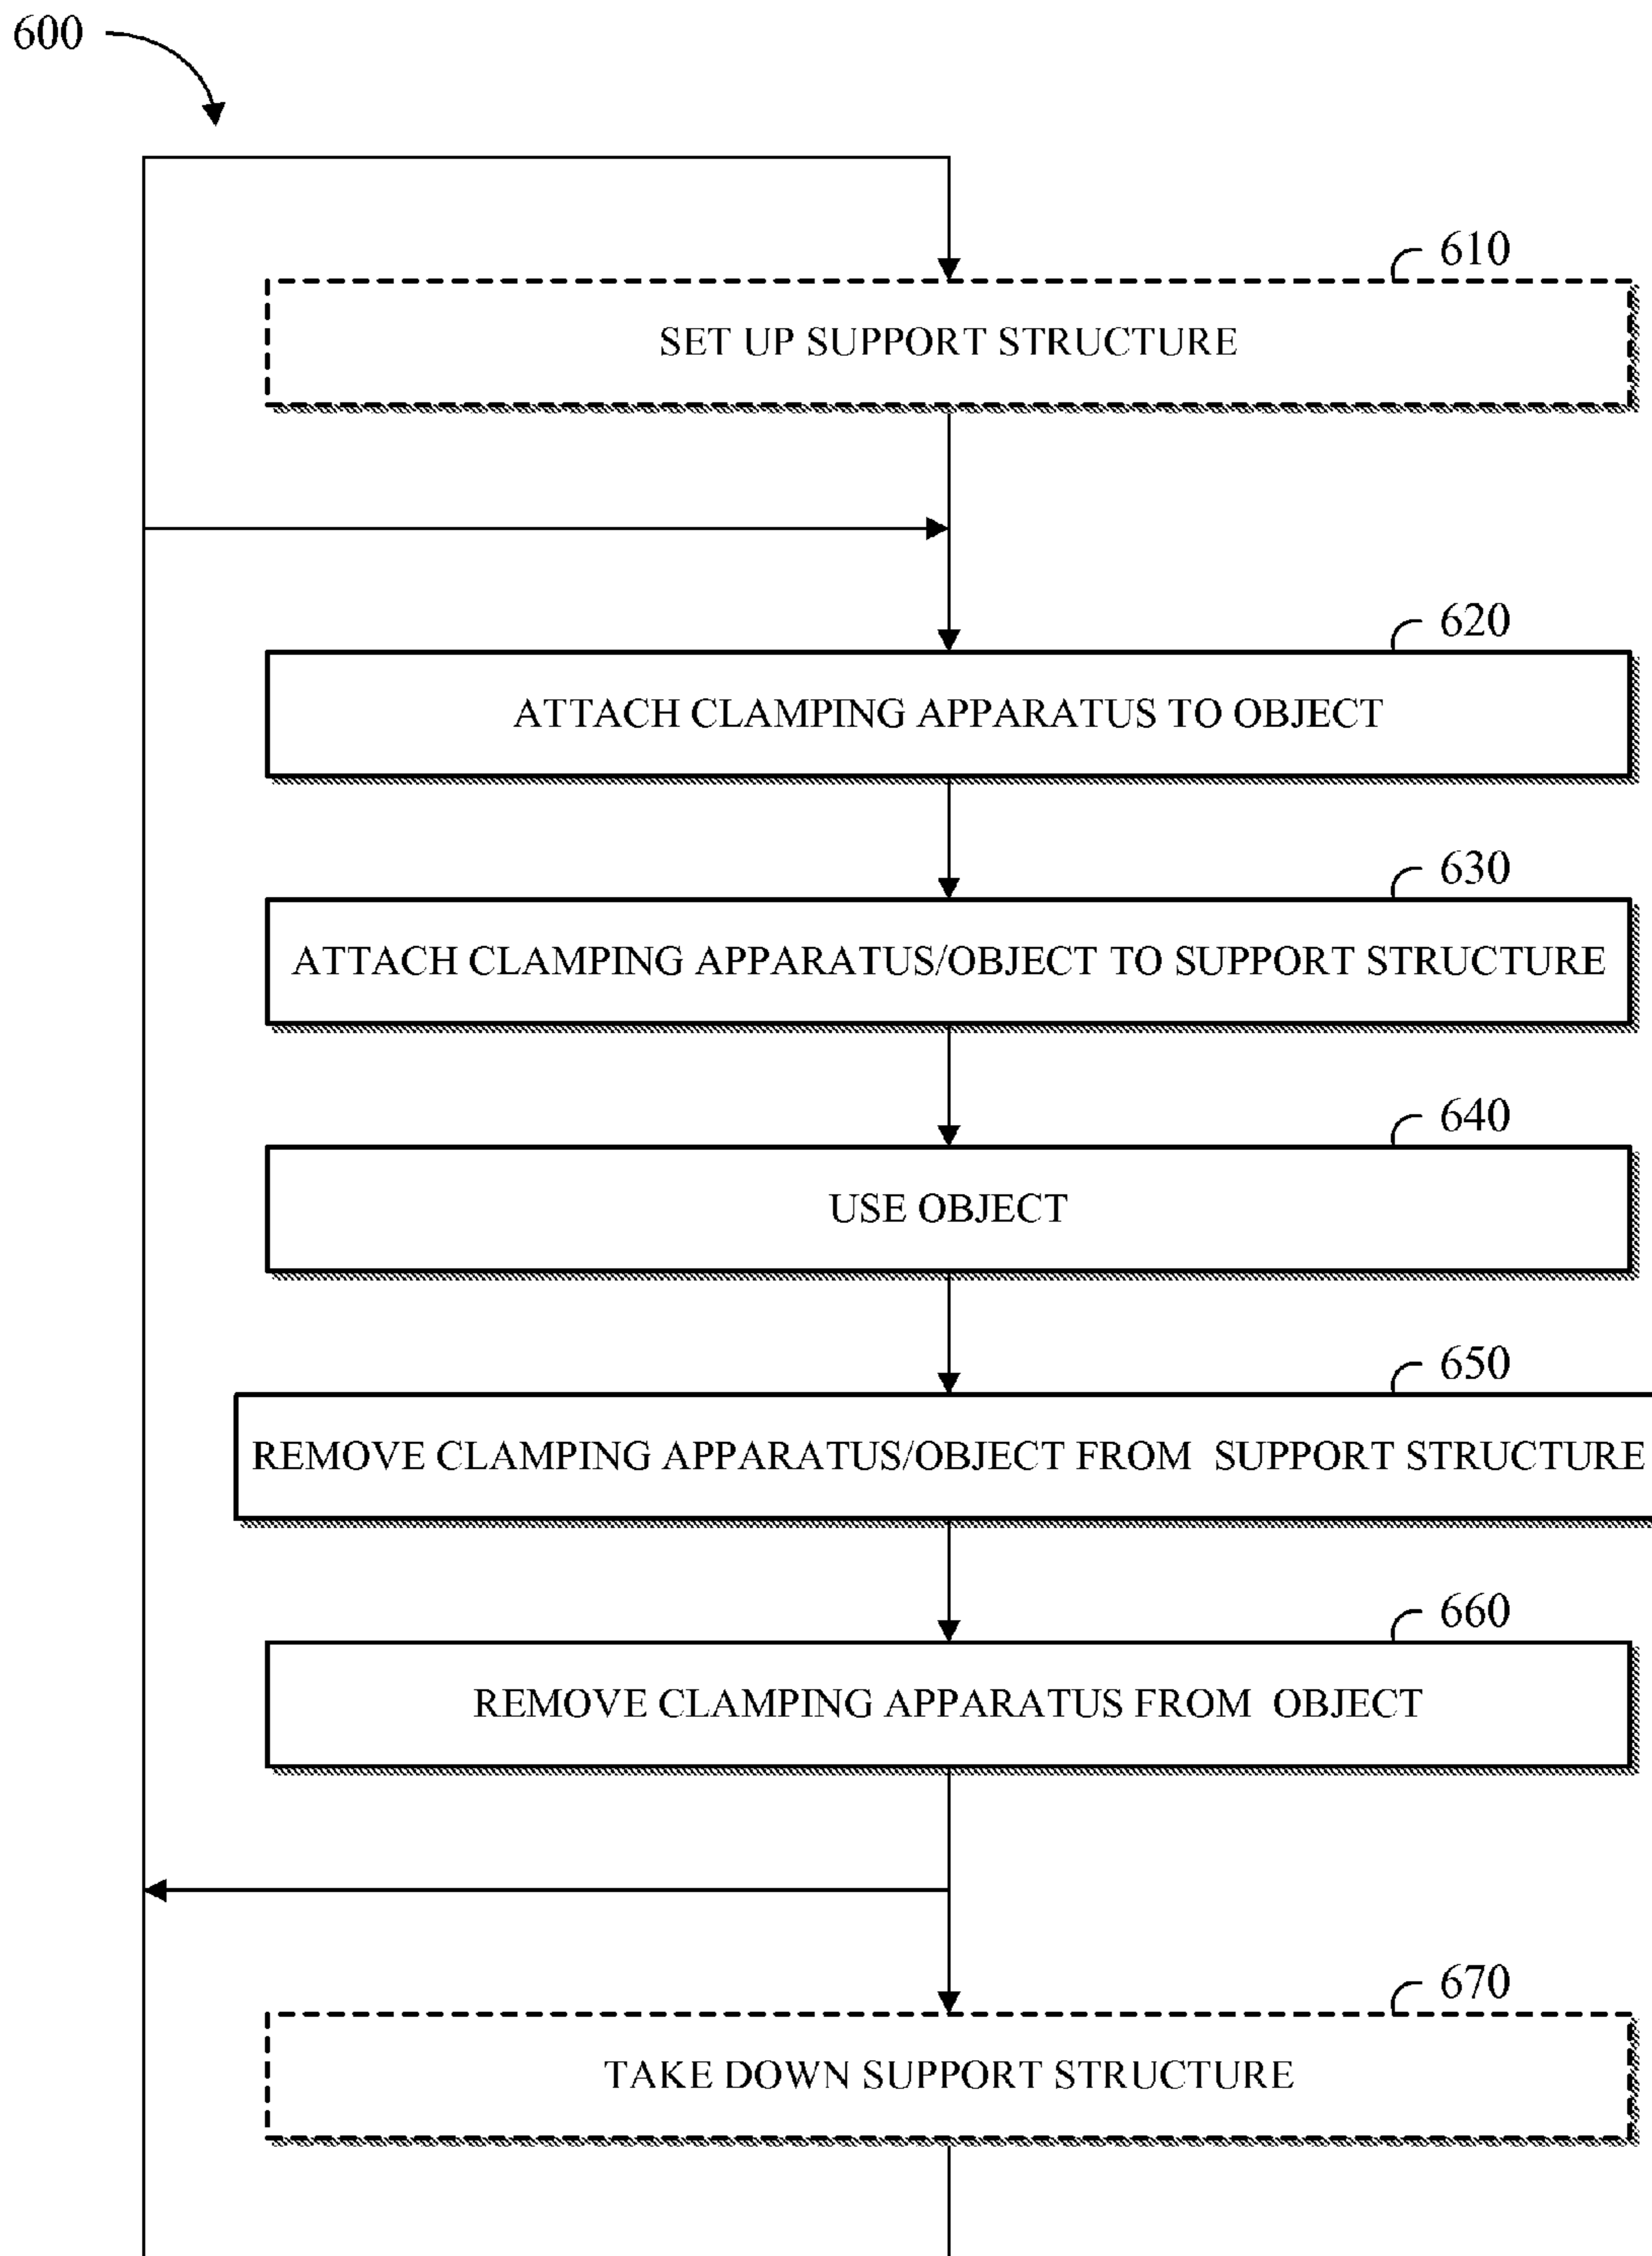 600
610
SET UP SUPPORT STRUCTURE
620
ATTACH CLAMPING APPARATUS TO OBJECT
630
ATTACH CLAMPING APPARATUS/OBJECT TO SUPPORT STRUCTURE
640
USE OBJECT
650
REMOVE CLAMPING APPARATUS/OBJECT FROM SUPPORT STRUCTURE
660
REMOVE CLAMPING APPARATUS FROM OBJECT
670
TAKE DOWN SUPPORT STRUCTURE